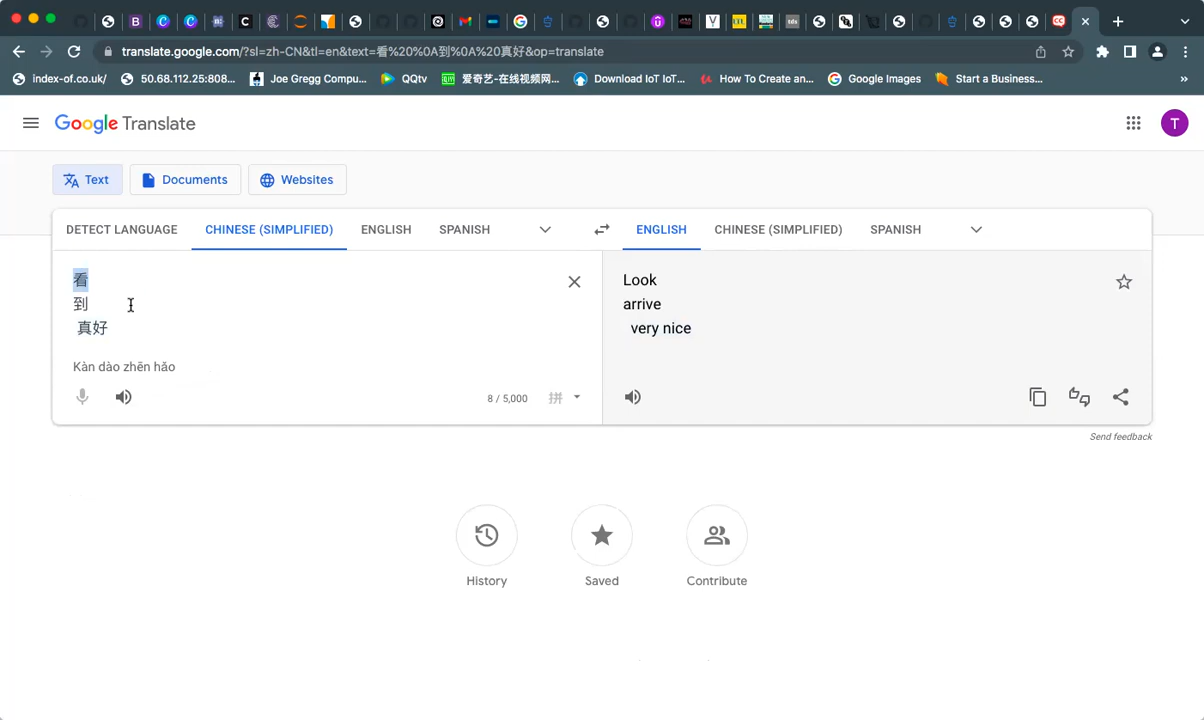 translate.google.com/?sl=zh-CN&tl=en&text=看%20%0A到%0A%20真好&op=translate
index-of.co.uk/ 50.68.112.25:808... Joe Gregg Compu... QQtv 爱奇艺-在线视频网... Download IoT IoT... How To Create an... Google Images Start a Business... »
Google Translate T
Text Documents Websites
DETECT LANGUAGE CHINESE (SIMPLIFIED) ENGLISH SPANISH ENGLISH CHINESE (SIMPLIFIED) SPANISH
看 Look
到 arrive
真好 very nice
Kàn dào zhēn hǎo
8 / 5,000 拼
Send feedback
History Saved Contribute